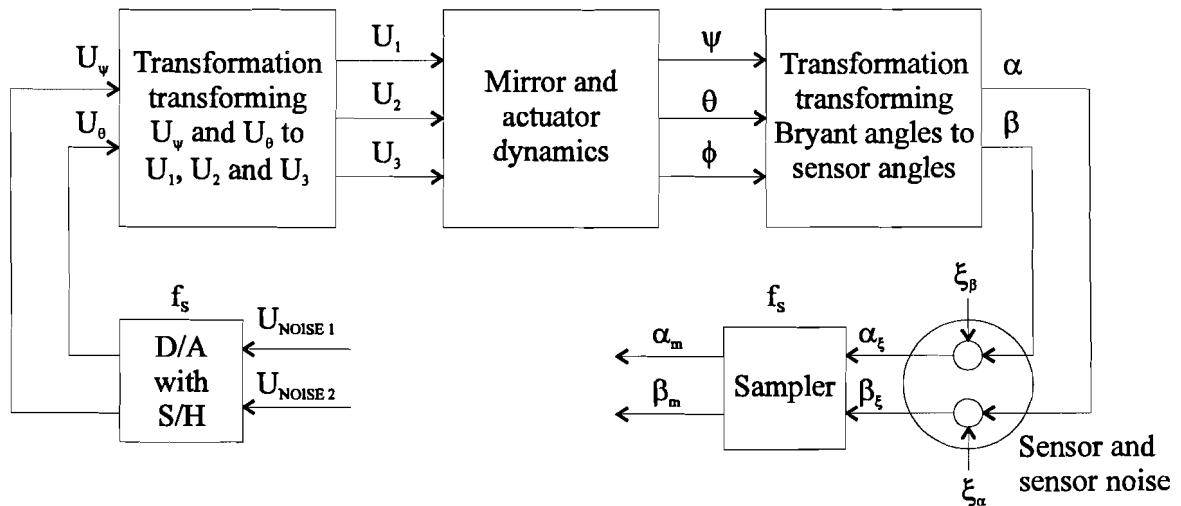 U_ψ
U_θ
Transformation
transforming
U_ψ and U_θ to
U_1, U_2 and U_3
U_1
U_2
U_3
Mirror and
actuator
dynamics
ψ
θ
ϕ
Transformation
transforming
Bryant angles to
sensor angles
α
β
f_s
D/A
with
S/H
U_NOISE 1
U_NOISE 2
α_m
β_m
f_s
Sampler
α_ξ
β_ξ
ξ_β
ξ_α
Sensor and
sensor noise